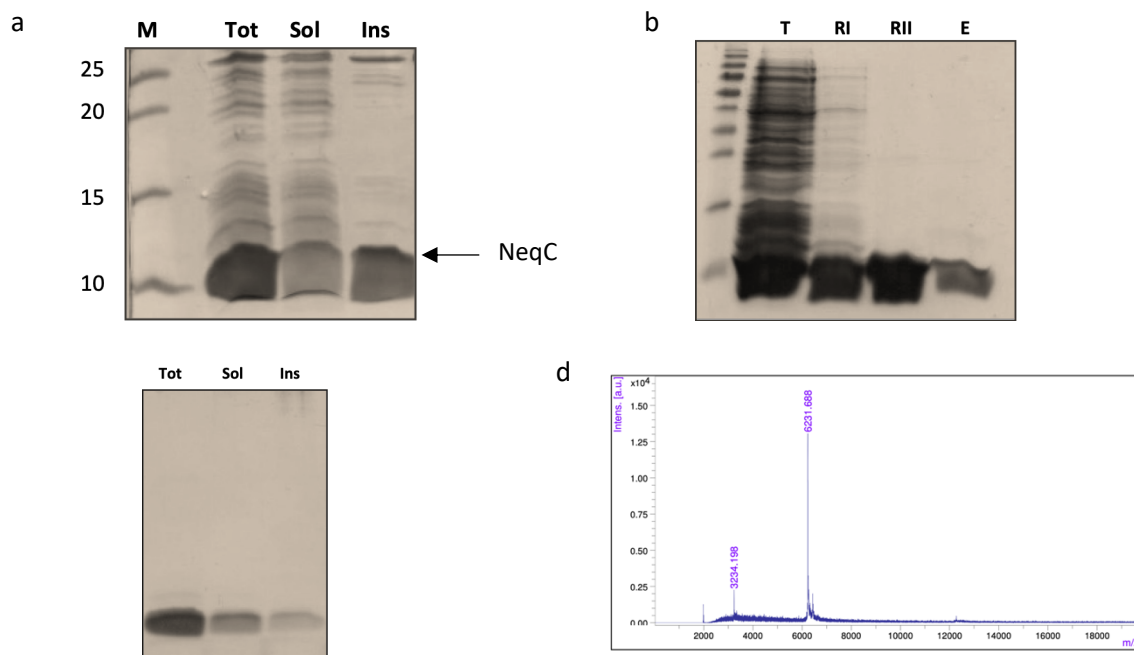 a
M Tot Sol Ins
25
20
15
10
NeqC
b
T RI RII E
Tot Sol Ins
d
Intens. [a.u.]
x10⁴
1.50
1.25
1.00
0.75
0.50
0.25
0.00
3234.198
6231.688
2000 4000 6000 8000 10000 12000 14000 16000 18000
m/